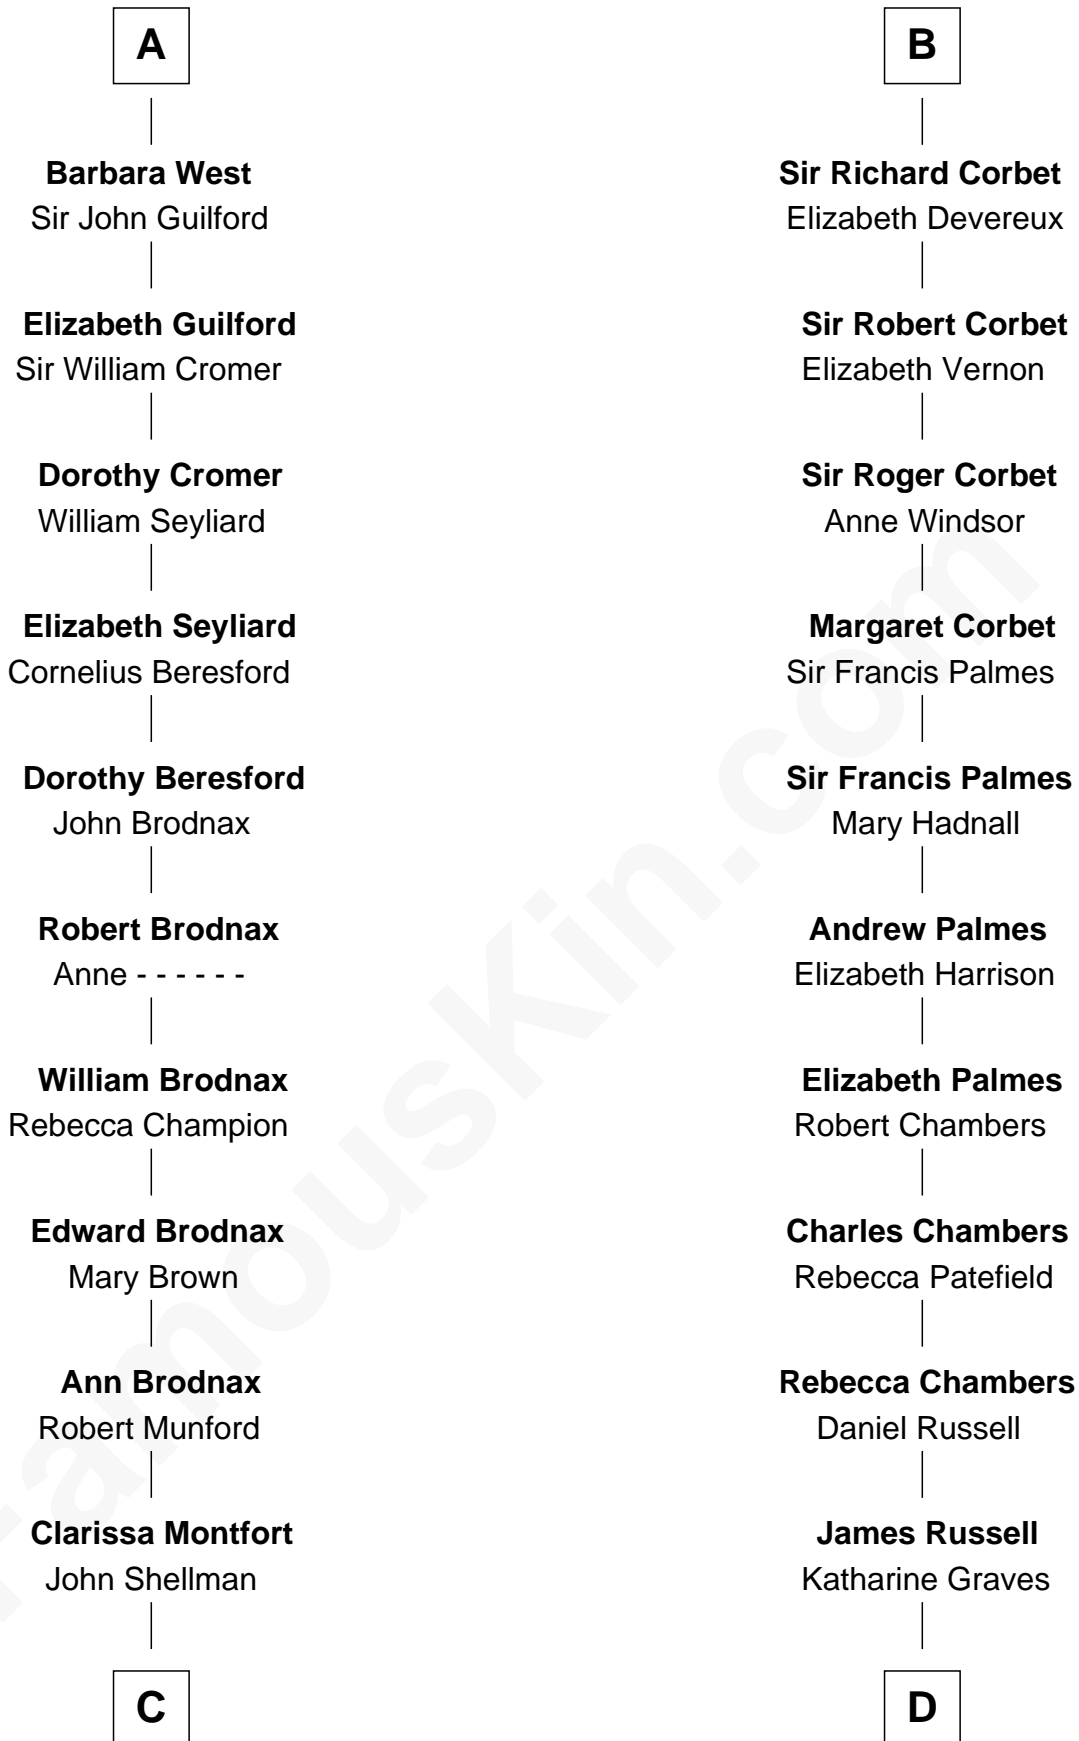 A
Barbara West
Sir John Guilford
Elizabeth Guilford
Sir William Cromer
Dorothy Cromer
William Seyliard
Elizabeth Seyliard
Cornelius Beresford
Dorothy Beresford
John Brodnax
Robert Brodnax
Anne - - - - - -
William Brodnax
Rebecca Champion
Edward Brodnax
Mary Brown
Ann Brodnax
Robert Munford
Clarissa Montfort
John Shellman
C
B
Sir Richard Corbet
Elizabeth Devereux
Sir Robert Corbet
Elizabeth Vernon
Sir Roger Corbet
Anne Windsor
Margaret Corbet
Sir Francis Palmes
Sir Francis Palmes
Mary Hadnall
Andrew Palmes
Elizabeth Harrison
Elizabeth Palmes
Robert Chambers
Charles Chambers
Rebecca Patefield
Rebecca Chambers
Daniel Russell
James Russell
Katharine Graves
D
FamousKin.com